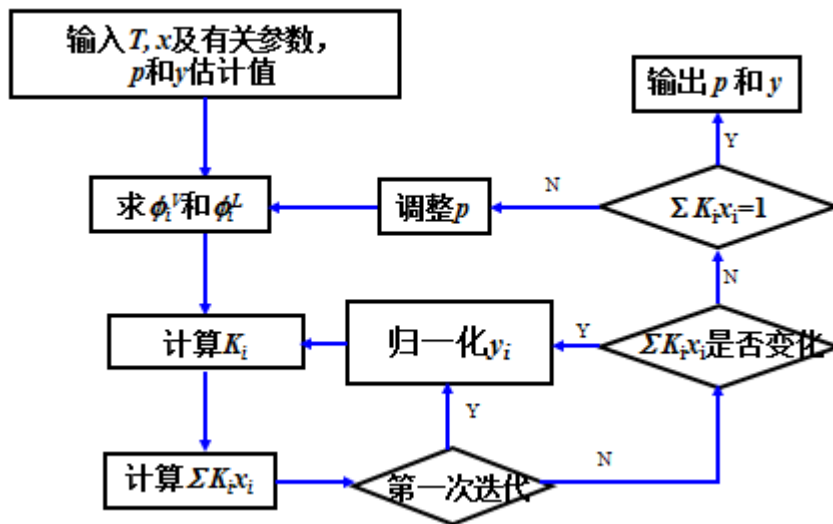 输入T, x及有关参数，
p和y估计值
输出 p 和 y
Y
求 ϕᵢⱽ和ϕᵢᴸ
调整p
N
Σ Kᵢxᵢ=1
N
计算Kᵢ
归一化yᵢ
Y
ΣKᵢxᵢ是否变化
Y
计算ΣKᵢxᵢ
第一次迭代
N